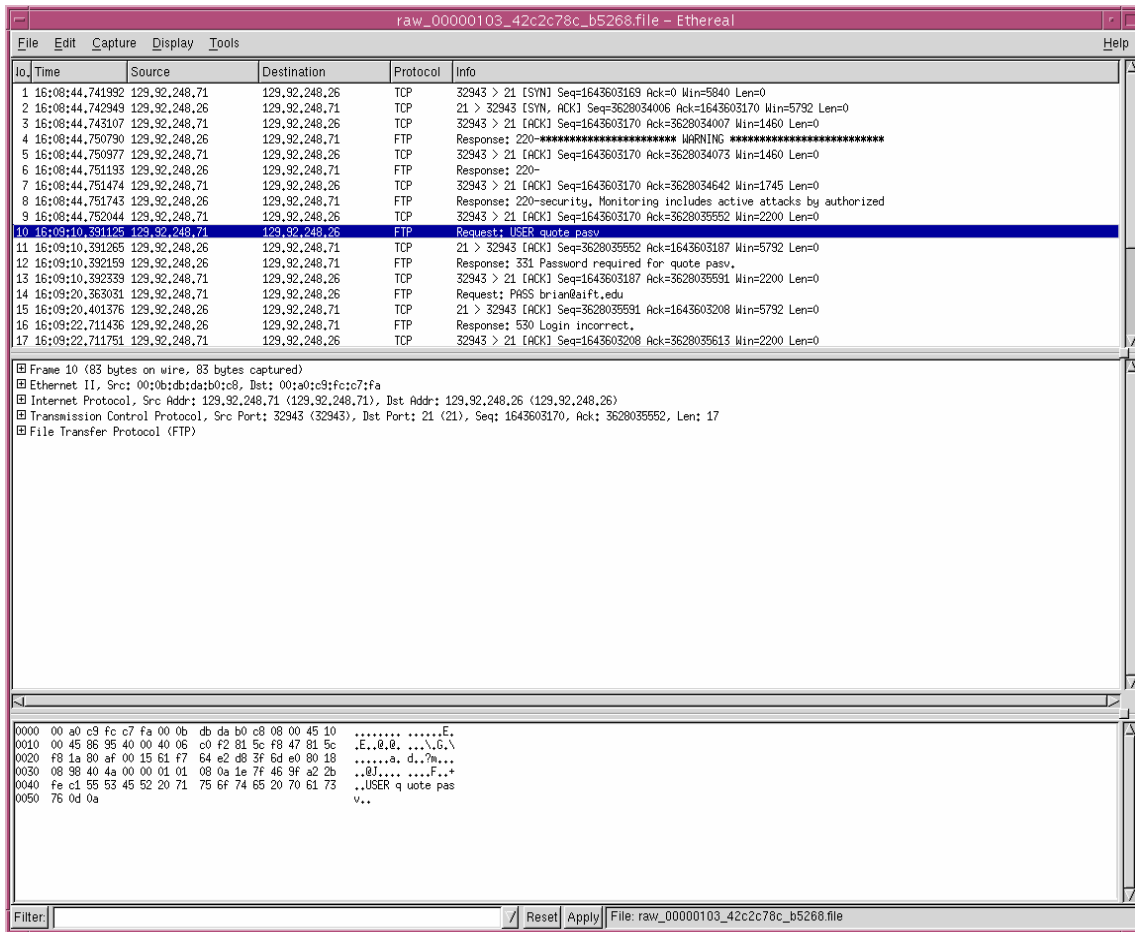 raw_00000103_42c2c78c_b5268.file – Ethereal
File Edit Capture Display Tools Help
No. Time Source Destination Protocol Info
1 16:08:44.741992 129.92.248.71 129.92.248.26 TCP 32943 > 21 [SYN] Seq=1643603169 Ack=0 Win=5840 Len=0
2 16:08:44.742949 129.92.248.26 129.92.248.71 TCP 21 > 32943 [SYN, ACK] Seq=3628034006 Ack=1643603170 Win=5792 Len=0
3 16:08:44.743107 129.92.248.71 129.92.248.26 TCP 32943 > 21 [ACK] Seq=1643603170 Ack=3628034007 Win=1460 Len=0
4 16:08:44.750790 129.92.248.26 129.92.248.71 FTP Response: 220-*********************** WARNING **************************
5 16:08:44.750977 129.92.248.71 129.92.248.26 TCP 32943 > 21 [ACK] Seq=1643603170 Ack=3628034073 Win=1460 Len=0
6 16:08:44.751193 129.92.248.26 129.92.248.71 FTP Response: 220-
7 16:08:44.751474 129.92.248.71 129.92.248.26 TCP 32943 > 21 [ACK] Seq=1643603170 Ack=3628034642 Win=1745 Len=0
8 16:08:44.751743 129.92.248.26 129.92.248.71 FTP Response: 220-security. Monitoring includes active attacks by authorized
9 16:08:44.752044 129.92.248.71 129.92.248.26 TCP 32943 > 21 [ACK] Seq=1643603170 Ack=3628035552 Win=2200 Len=0
10 16:09:10.391125 129.92.248.71 129.92.248.26 FTP Request: USER quote pasv
11 16:09:10.391265 129.92.248.26 129.92.248.71 TCP 21 > 32943 [ACK] Seq=3628035552 Ack=1643603187 Win=5792 Len=0
12 16:09:10.392159 129.92.248.26 129.92.248.71 FTP Response: 331 Password required for quote pasv.
13 16:09:10.392339 129.92.248.71 129.92.248.26 TCP 32943 > 21 [ACK] Seq=1643603187 Ack=3628035591 Win=2200 Len=0
14 16:09:20.363031 129.92.248.71 129.92.248.26 FTP Request: PASS brian@aift.edu
15 16:09:20.401376 129.92.248.26 129.92.248.71 TCP 21 > 32943 [ACK] Seq=3628035591 Ack=1643603208 Win=5792 Len=0
16 16:09:22.711436 129.92.248.26 129.92.248.71 FTP Response: 530 Login incorrect.
17 16:09:22.711751 129.92.248.71 129.92.248.26 TCP 32943 > 21 [ACK] Seq=1643603208 Ack=3628035613 Win=2200 Len=0
Frame 10 (83 bytes on wire, 83 bytes captured)
Ethernet II, Src: 00:0b:db:da:b0:c8, Dst: 00:a0:c9:fc:c7:fa
Internet Protocol, Src Addr: 129.92.248.71 (129.92.248.71), Dst Addr: 129.92.248.26 (129.92.248.26)
Transmission Control Protocol, Src Port: 32943 (32943), Dst Port: 21 (21), Seq: 1643603170, Ack: 3628035552, Len: 17
File Transfer Protocol (FTP)
0000 00 a0 c9 fc c7 fa 00 0b db da b0 c8 08 00 45 10 ........ ......E.
0010 00 45 86 95 40 00 40 06 c0 f2 81 5c f8 47 81 5c .E..@.@. ...\.G.\
0020 f8 1a 80 af 00 15 61 f7 64 e2 d8 3f 6d e0 80 18 ......a. d..?m...
0030 08 98 40 4a 00 00 01 01 08 0a 1e 7f 46 9f a2 2b ..@J.... ....F..+
0040 fe c1 55 53 45 52 20 71 75 6f 74 65 20 70 61 73 ..USER q uote pas
0050 76 0d 0a v..
Filter: Reset Apply File: raw_00000103_42c2c78c_b5268.file